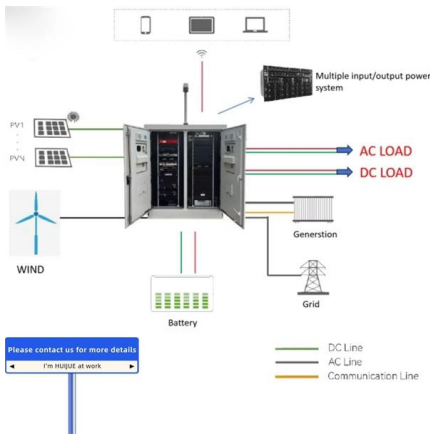 Multiple input/output power
system
PV1
PVN
AC LOAD
DC LOAD
WIND
Generstion
Grid
Battery
Please contact us for more details
I'm HUIJUE at work
DC Line
AC Line
Communication Line